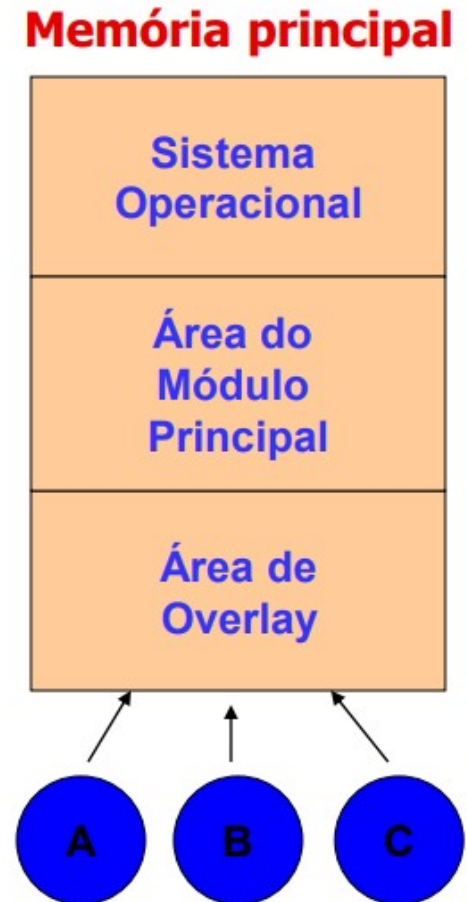 Memória principal
Sistema
Operacional
Área do
Módulo
Principal
Área de
Overlay
A
B
C